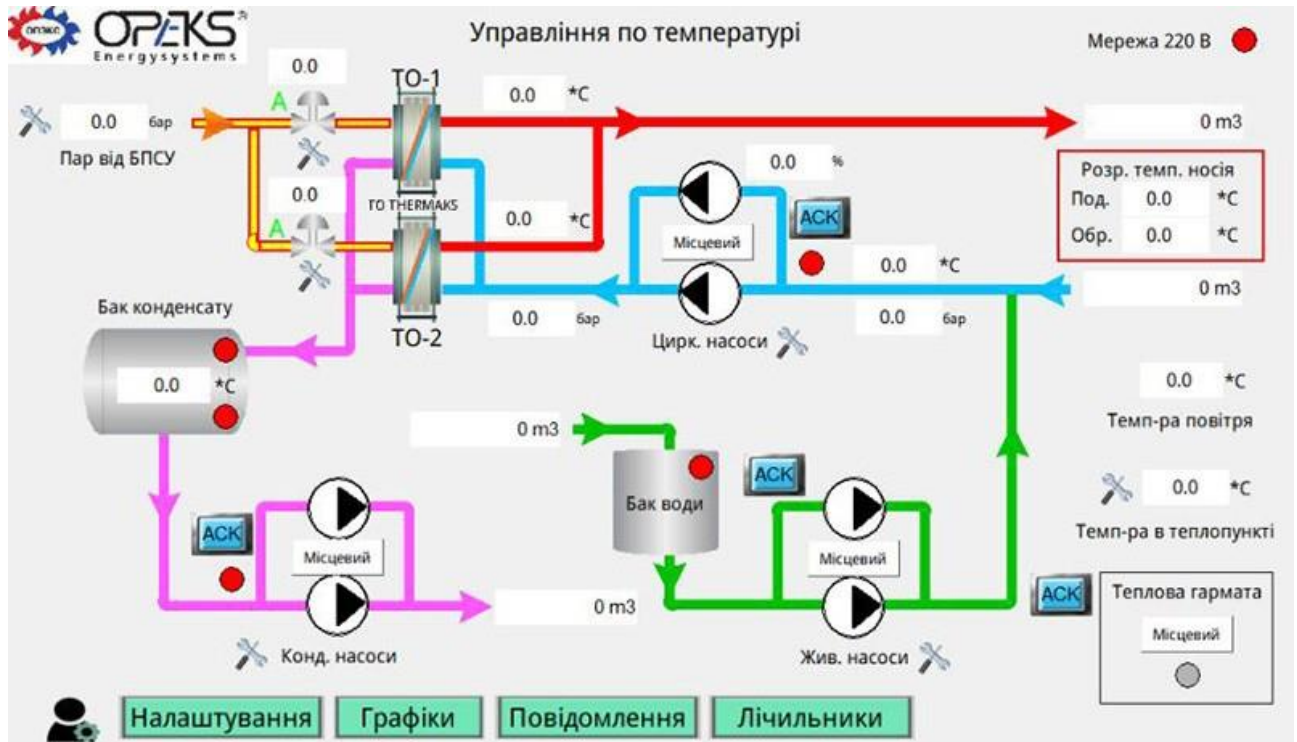 опэкс OPEKS
Energysystems
Управління по температурі
Мережа 220 В
0.0
ТО-1
0.0 *С
А
0.0 бар
0 m3
Пар від БПСУ
0.0 %
Розр. темп. носія
Под. 0.0 *С
Обр. 0.0 *С
0.0
ТО THERMAKS
0.0 *С
АСК
А
Місцевий
0.0 *С
0 m3
Бак конденсату
0.0 бар
0.0 бар
ТО-2
Цирк. насоси
0.0 *С
0.0 *С
Темп-ра повітря
0 m3
АСК
Бак води
0.0 *С
Темп-ра в теплопункті
АСК
Місцевий
Місцевий
АСК
Теплова гармата
0 m3
Місцевий
Конд. насоси
Жив. насоси
Налаштування
Графіки
Повідомлення
Лічильники